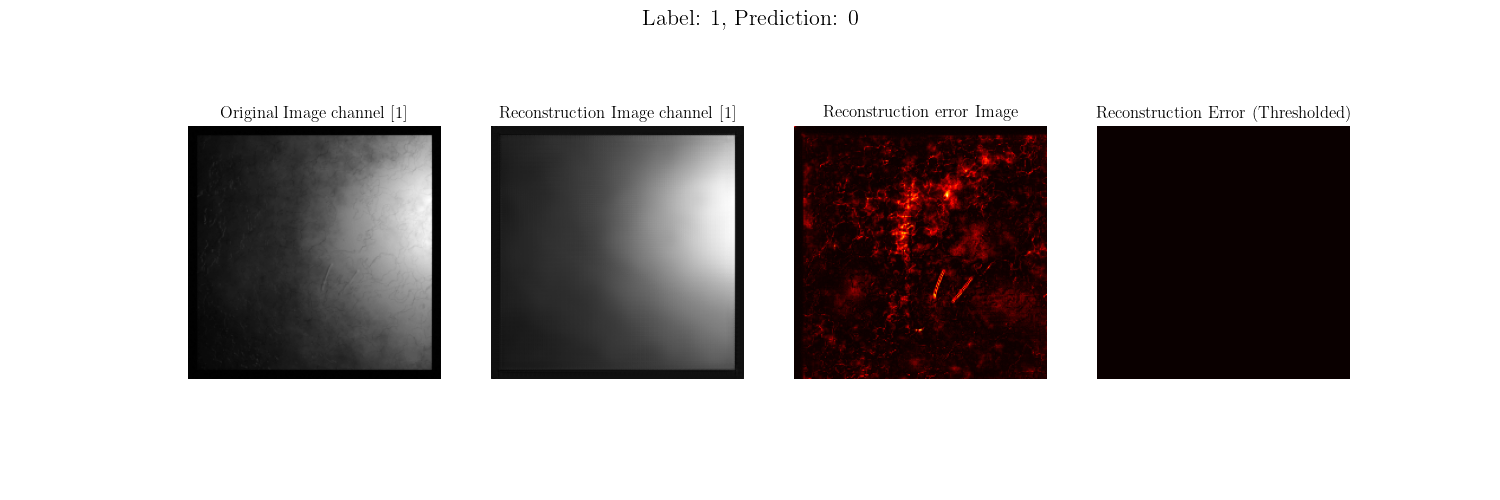 Label: 1, Prediction: 0
Original Image channel [1]
Reconstruction Image channel [1]
Reconstruction error Image
Reconstruction Error (Thresholded)